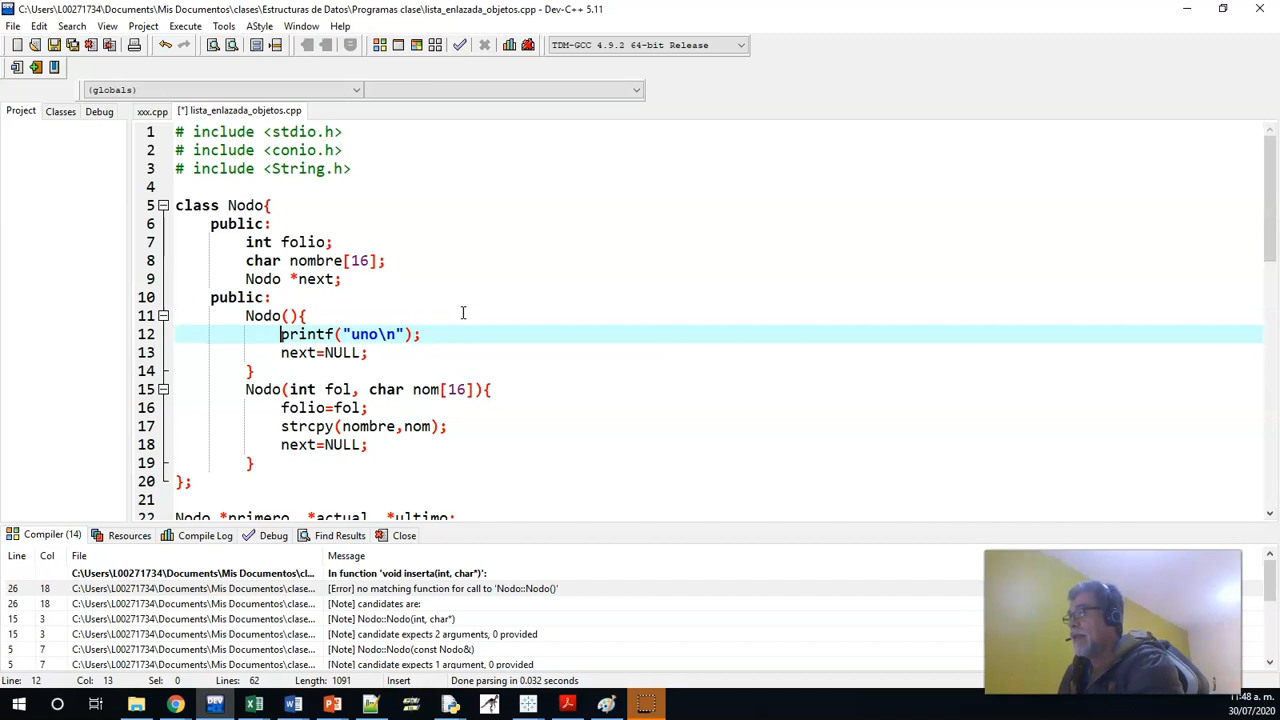 C:\Users\L00271734\Documents\Mis Documentos\clases\Estructuras de Datos\Programas clase\lista_enlazada_objetos.cpp - Dev-C++ 5.11
File Edit Search View Project Execute Tools AStyle Window Help
TDM-GCC 4.9.2 64-bit Release
(globals)
Project Classes Debug xxx.cpp [*] lista_enlazada_objetos.cpp
1 # include <stdio.h>
2 # include <conio.h>
3 # include <String.h>
4
5 class Nodo{
6 public:
7 int folio;
8 char nombre[16];
9 Nodo *next;
10 public:
11 Nodo(){
12 printf("uno\n");
13 next=NULL;
14 }
15 Nodo(int fol, char nom[16]){
16 folio=fol;
17 strcpy(nombre,nom);
18 next=NULL;
19 }
20 };
21
22 Nodo *primero, *actual, *ultimo;
Compiler (14) Resources Compile Log Debug Find Results Close
Line Col File Message
C:\Users\L00271734\Documents\Mis Documentos\cl... In function 'void inserta(int, char*)':
26 18 C:\Users\L00271734\Documents\Mis Documentos\clase... [Error] no matching function for call to 'Nodo::Nodo()'
26 18 C:\Users\L00271734\Documents\Mis Documentos\clase... [Note] candidates are:
15 3 C:\Users\L00271734\Documents\Mis Documentos\clase... Nodo::Nodo(int, char*)
15 3 C:\Users\L00271734\Documents\Mis Documentos\clase... [Note] candidate expects 2 arguments, 0 provided
5 7 C:\Users\L00271734\Documents\Mis Documentos\clase... [Note] Nodo::Nodo(const Nodo&)
5 7 C:\Users\L00271734\Documents\Mis Documentos\clase... [Note] candidate expects 1 argument, 0 provided
Line: 12 Col: 13 Sel: 0 Lines: 62 Length: 1091 Insert Done parsing in 0.032 seconds
11:48 a. m.
30/07/2020